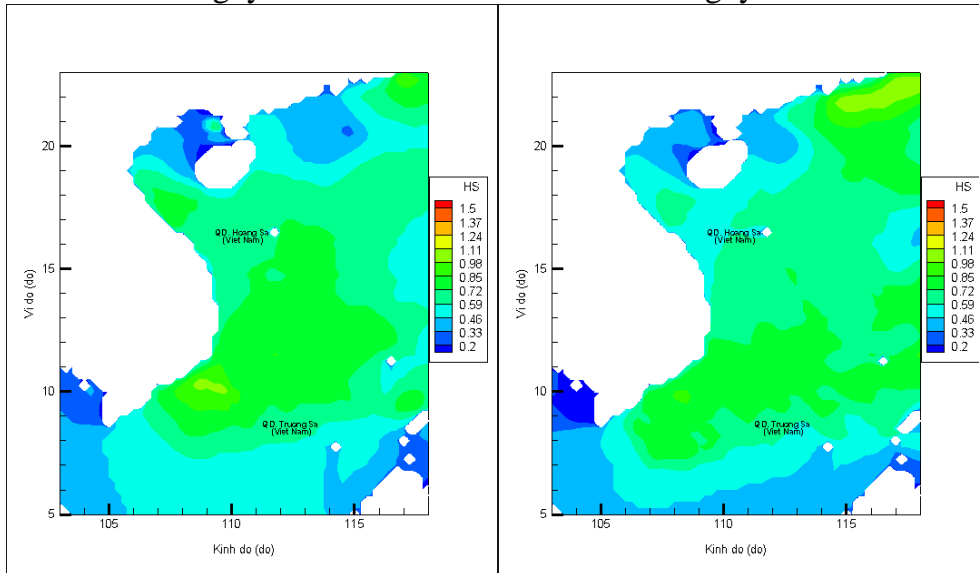 HS
1.5
1.37
1.24
1.11
0.98
0.85
0.72
0.59
0.46
0.33
0.2
Vi do (do)
20
15
10
5
105
110
115
Kinh do (do)
QD. Hoang Sa
(Viet Nam)
QD. Truong Sa
(Viet Nam)
HS
1.5
1.37
1.24
1.11
0.98
0.85
0.72
0.59
0.46
0.33
0.2
Vi do (do)
20
15
10
5
105
110
115
Kinh do (do)
QD. Hoang Sa
(Viet Nam)
QD. Truong Sa
(Viet Nam)